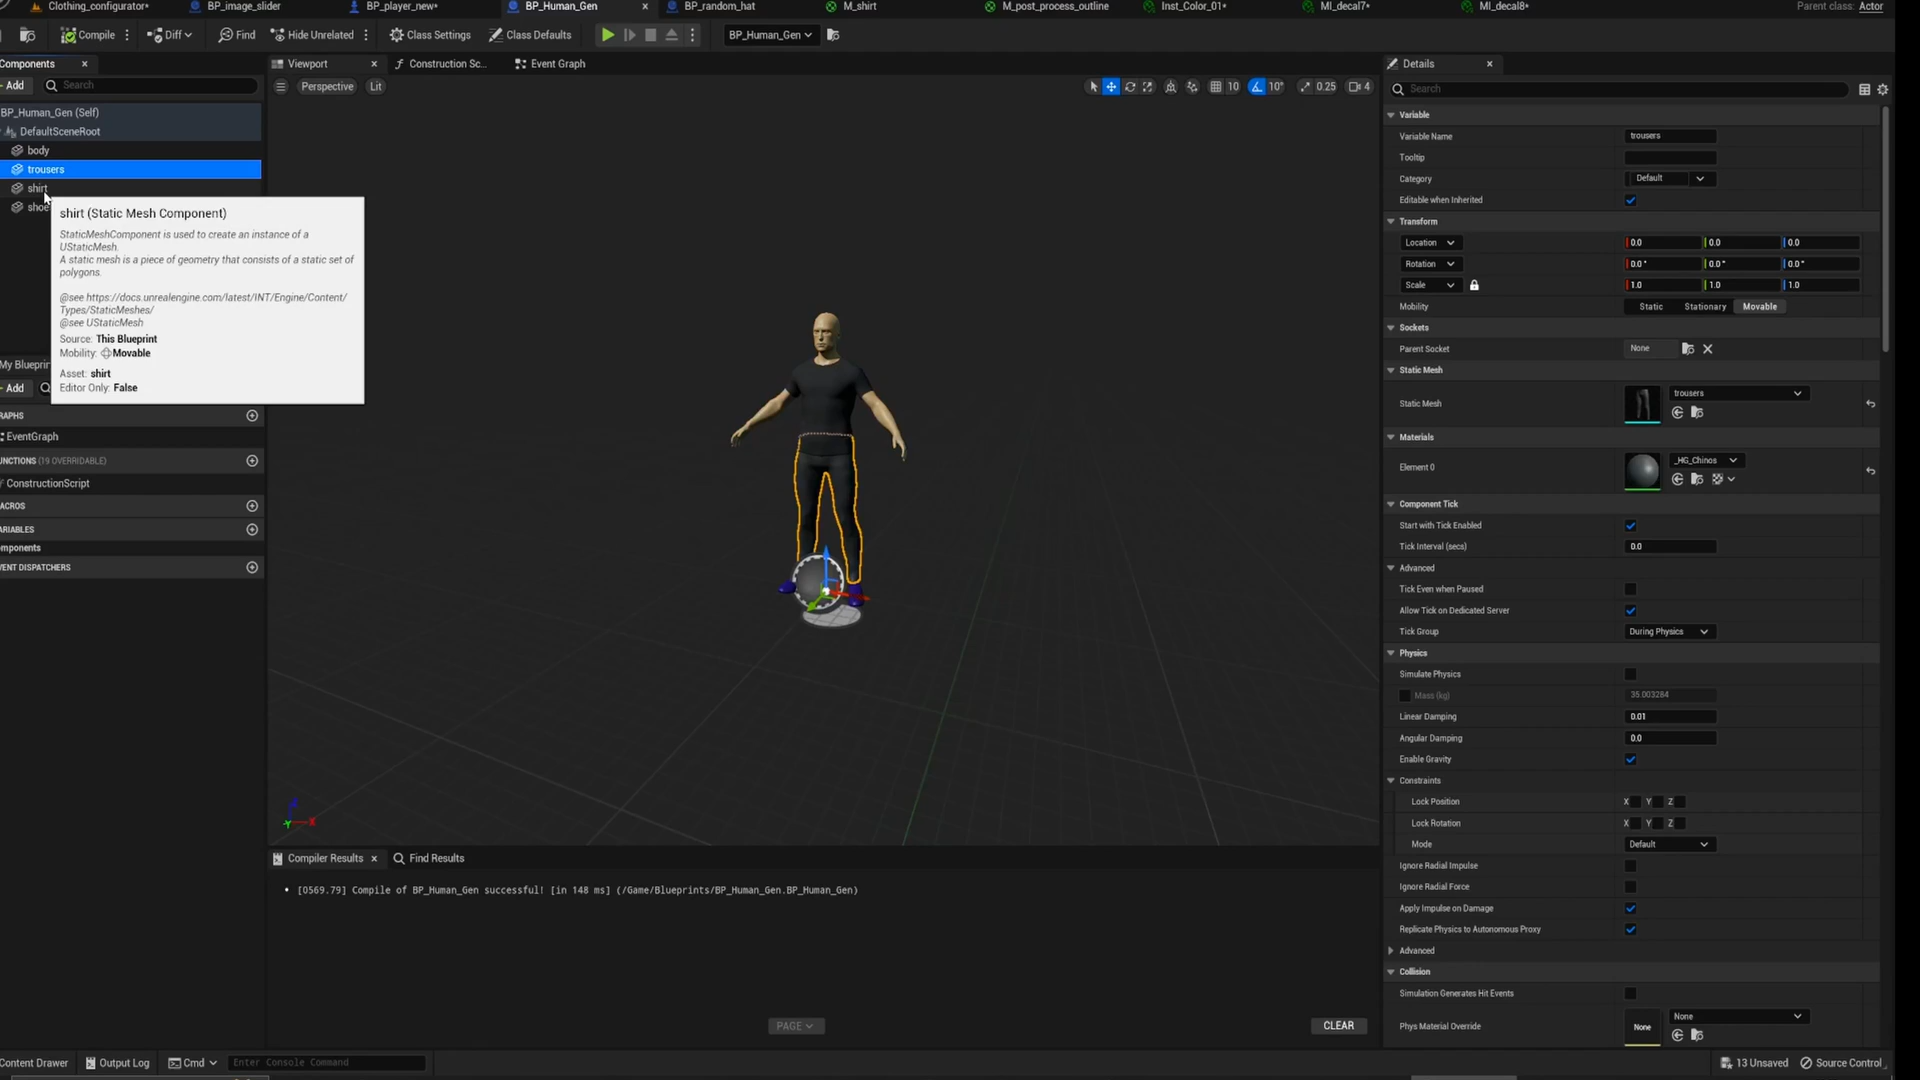 Clothing_configurator* BP_image_slider BP_player_new* BP_Human_Gen BP_random_hat M_shirt M_post_process_outline Inst_Color_01* MI_decal7* MI_decal8* Parent class: Actor
Compile Diff Find Hide Unrelated Class Settings Class Defaults BP_Human_Gen
Components Viewport Construction Sc... Event Graph Details
Add Search Perspective Lit 10 10° 0.25 4 Search
BP_Human_Gen (Self)
DefaultSceneRoot
body
trousers
shirt
shoe
shirt (Static Mesh Component)
StaticMeshComponent is used to create an instance of a
UStaticMesh.
A static mesh is a piece of geometry that consists of a static set of
polygons.
@see https://docs.unrealengine.com/latest/INT/Engine/Content/
Types/StaticMeshes/
@see UStaticMesh
Source: This Blueprint
Mobility: Movable
Asset: shirt
Editor Only: False
My Blueprin
Add
RAPHS
EventGraph
UNCTIONS (19 OVERRIDABLE)
ConstructionScript
ACROS
ARIABLES
omponents
VENT DISPATCHERS
Variable
Variable Name trousers
Tooltip
Category Default
Editable when Inherited
Transform
Location 0.0 0.0 0.0
Rotation 0.0° 0.0° 0.0°
Scale 1.0 1.0 1.0
Mobility Static Stationary Movable
Sockets
Parent Socket None
Static Mesh
Static Mesh trousers
Materials
Element 0 _HG_Chinos
Component Tick
Start with Tick Enabled
Tick Interval (secs) 0.0
Advanced
Tick Even when Paused
Allow Tick on Dedicated Server
Tick Group During Physics
Physics
Simulate Physics
Mass (kg) 35.003284
Linear Damping 0.01
Angular Damping 0.0
Enable Gravity
Constraints
Lock Position X Y Z
Lock Rotation X Y Z
Mode Default
Ignore Radial Impulse
Ignore Radial Force
Apply Impulse on Damage
Replicate Physics to Autonomous Proxy
Advanced
Collision
Simulation Generates Hit Events
Phys Material Override None None
Compiler Results Find Results
[0569.79] Compile of BP_Human_Gen successful! [in 148 ms] (/Game/Blueprints/BP_Human_Gen.BP_Human_Gen)
PAGE CLEAR
Content Drawer Output Log Cmd Enter Console Command 13 Unsaved Source Control